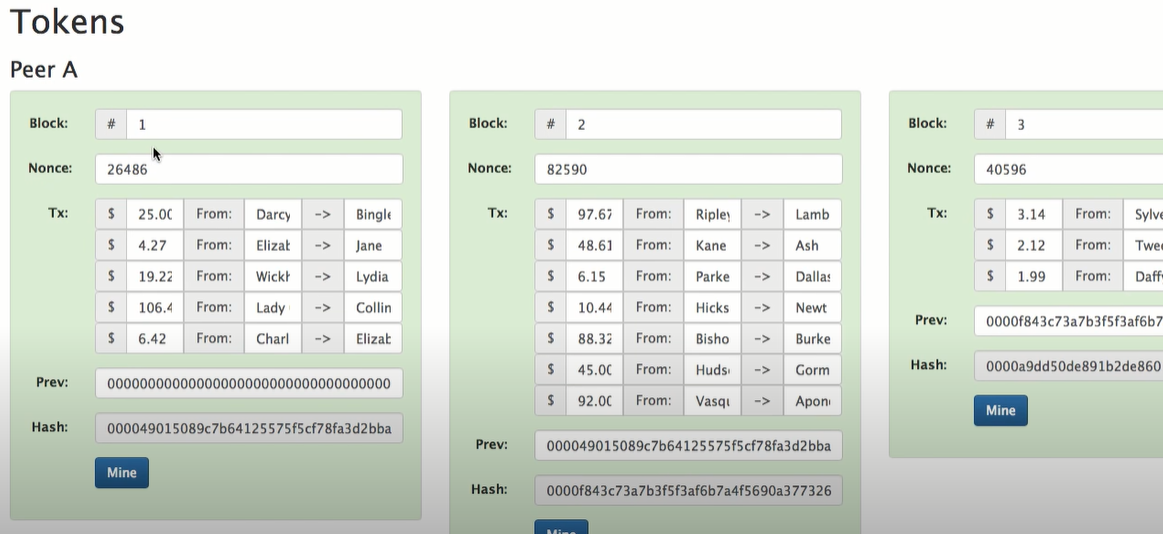 Tokens
Peer A
Block: # 1
Nonce: 26486
Tx: $ 25.00 From: Darcy -> Bingle
$ 4.27 From: Elizab -> Jane
$ 19.22 From: Wickh -> Lydia
$ 106.4 From: Lady -> Collin
$ 6.42 From: Charl -> Elizab
Prev: 00000000000000000000000000000000000
Hash: 000049015089c7b64125575f5cf78fa3d2bba
Mine
Block: # 2
Nonce: 82590
Tx: $ 97.67 From: Ripley -> Lamb
$ 48.61 From: Kane -> Ash
$ 6.15 From: Parke -> Dallas
$ 10.44 From: Hicks -> Newt
$ 88.32 From: Bisho -> Burke
$ 45.00 From: Huds -> Gorm
$ 92.00 From: Vasqu -> Apon
Prev: 000049015089c7b64125575f5cf78fa3d2bba
Hash: 0000f843c73a7b3f5f3af6b7a4f5690a377326
Mine
Block: # 3
Nonce: 40596
Tx: $ 3.14 From: Sylve
$ 2.12 From: Twee
$ 1.99 From: Daffy
Prev: 0000f843c73a7b3f5f3af6b7
Hash: 0000a9dd50de891b2de860
Mine